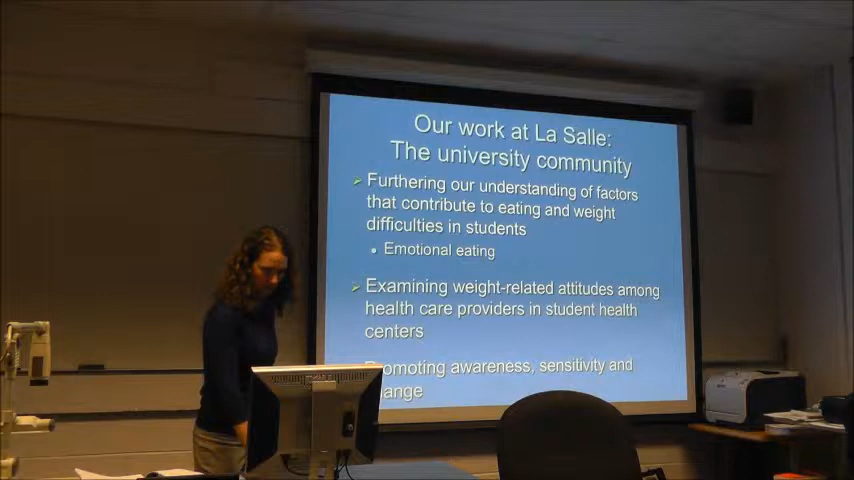 Our work at La Salle:
The university community
Furthering our understanding of factors
that contribute to eating and weight
difficulties in students
Emotional eating
Examining weight-related attitudes among
health care providers in student health
centers
omoting awareness, sensitivity and
ange